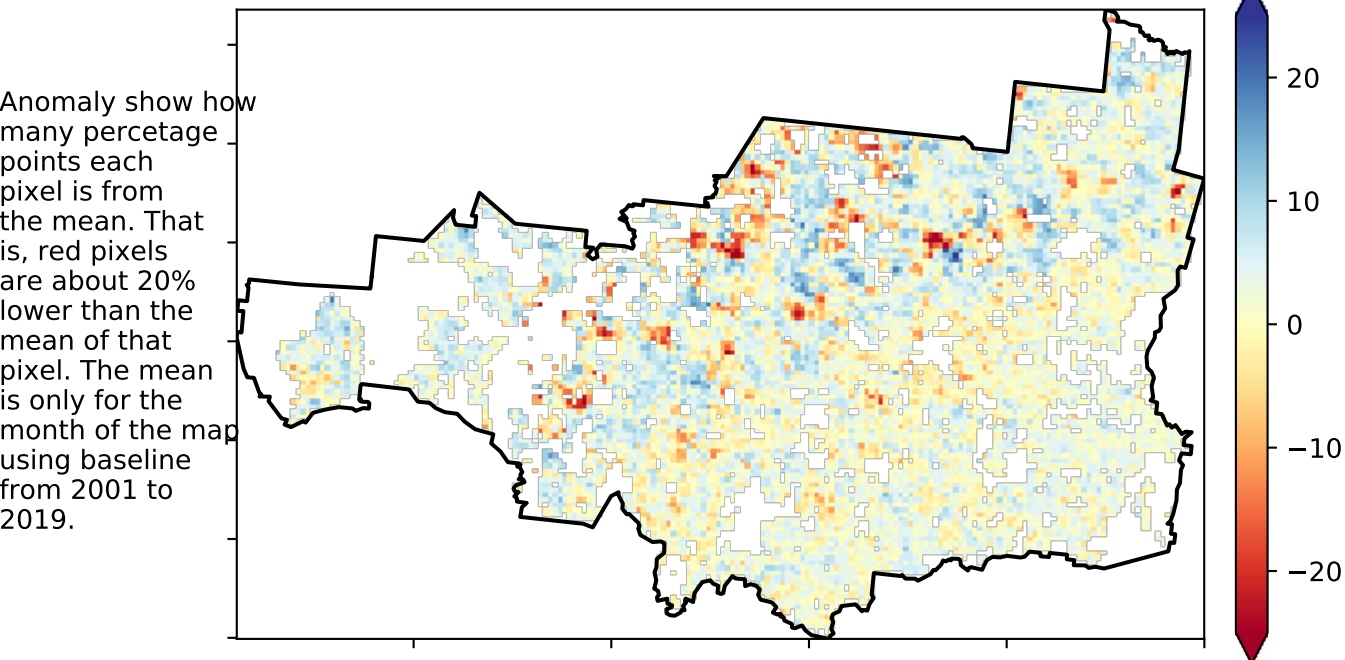 Anomaly show how
many percetage
points each
pixel is from
the mean. That
is, red pixels
are about 20%
lower than the
mean of that
pixel. The mean
is only for the
month of the map
using baseline
from 2001 to
2019.
20
10
0
−10
−20